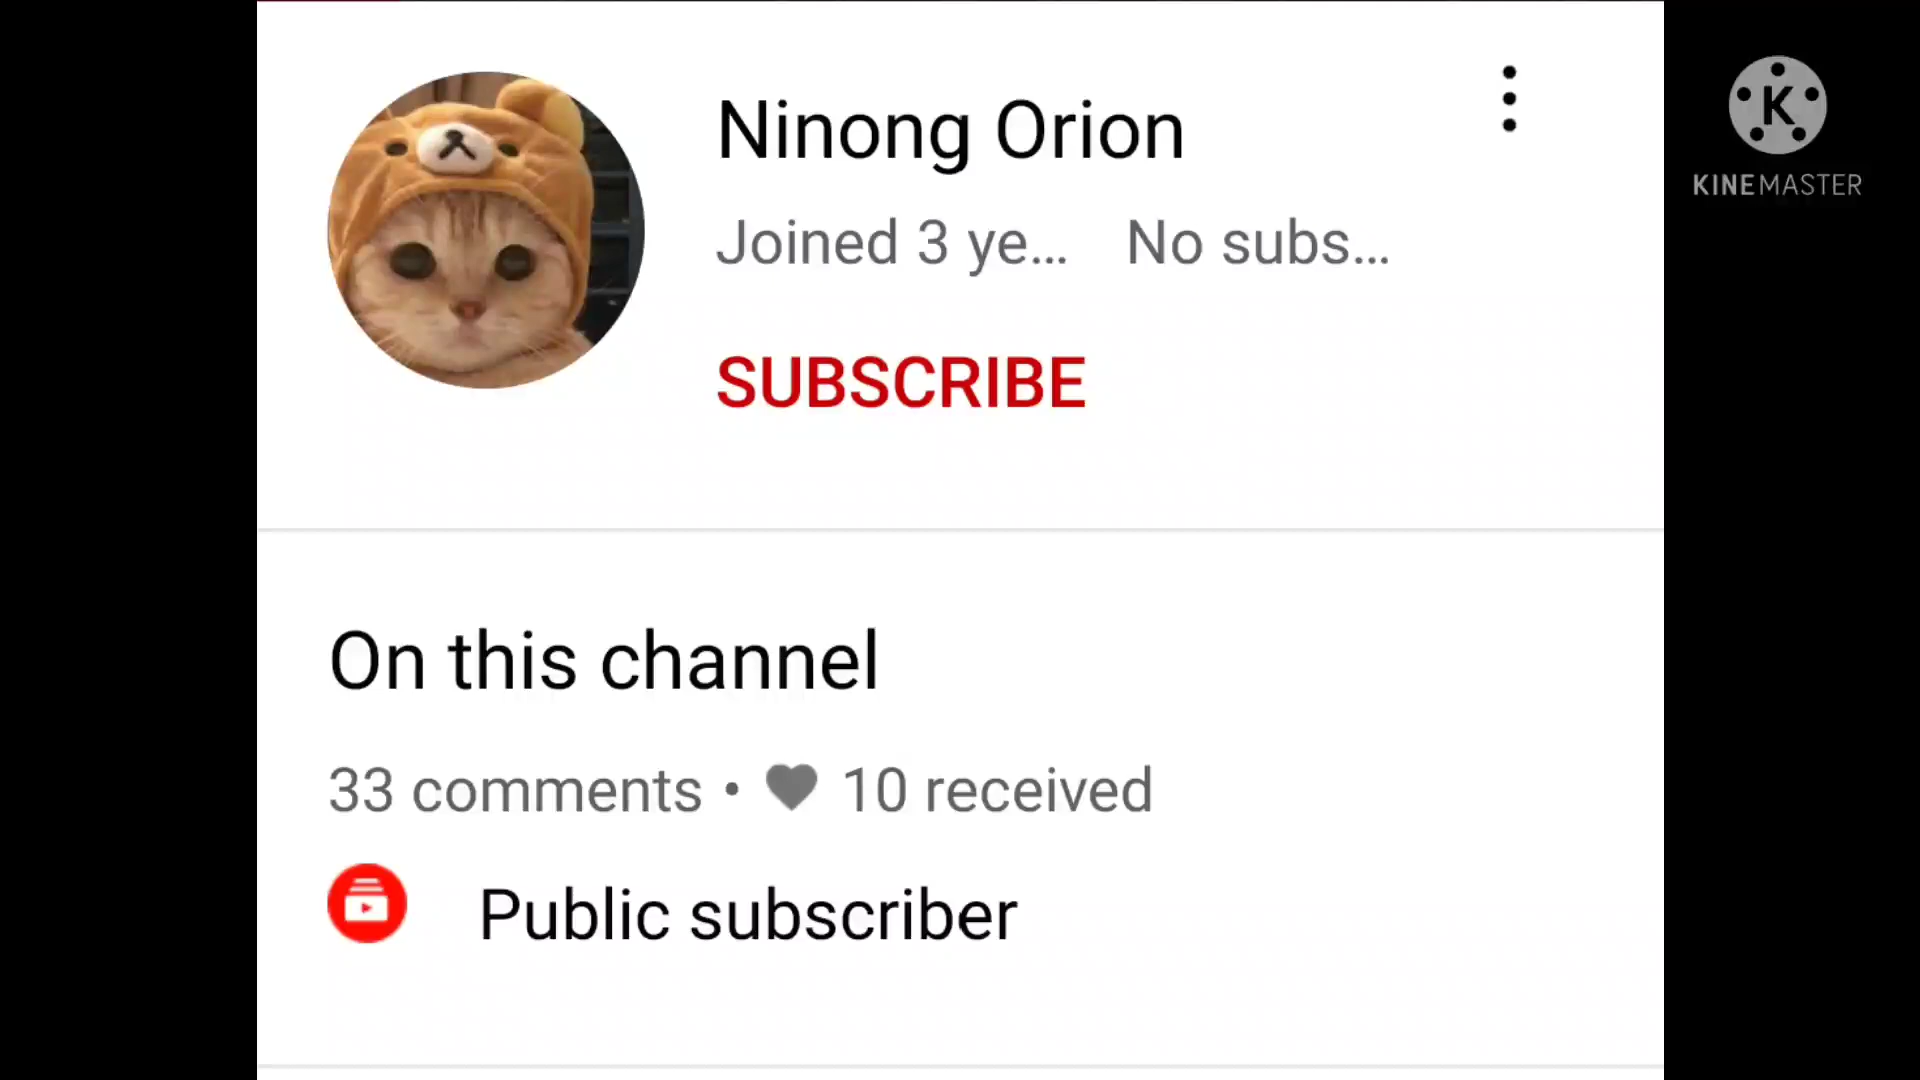 Ninong Orion
Joined 3 ye... No subs...
SUBSCRIBE
K
KINEMASTER
On this channel
33 comments • 10 received
Public subscriber